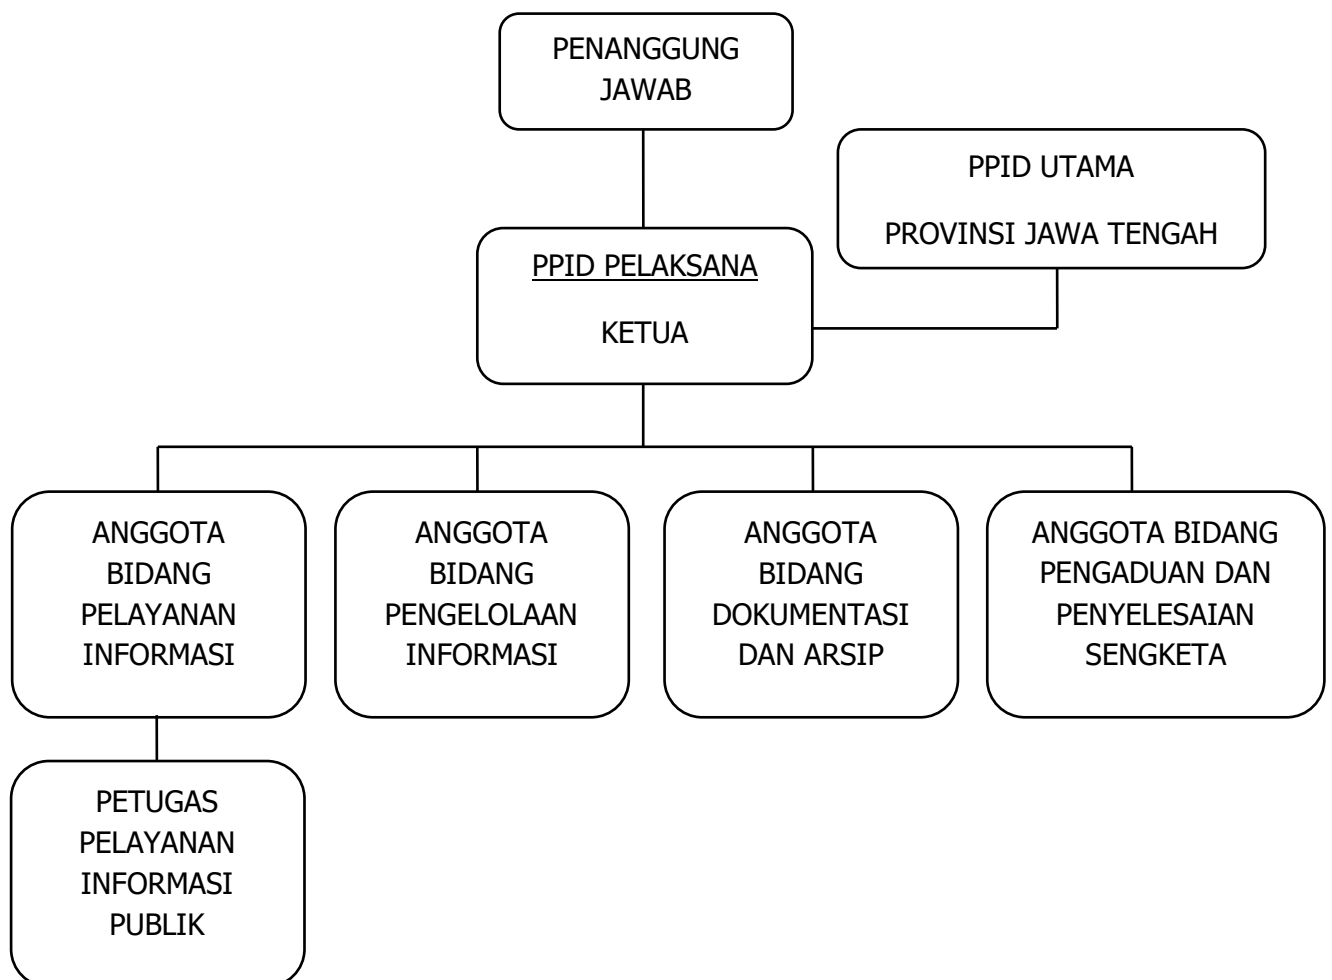 PENANGGUNG
JAWAB
PPID UTAMA
PROVINSI JAWA TENGAH
PPID PELAKSANA
KETUA
ANGGOTA
BIDANG
PELAYANAN
INFORMASI
ANGGOTA
BIDANG
PENGELOLAAN
INFORMASI
ANGGOTA
BIDANG
DOKUMENTASI
DAN ARSIP
ANGGOTA BIDANG
PENGADUAN DAN
PENYELESAIAN
SENGKETA
PETUGAS
PELAYANAN
INFORMASI
PUBLIK